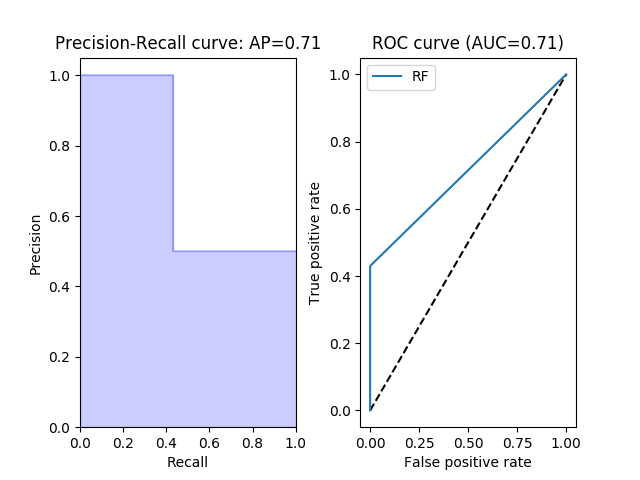 Precision-Recall curve: AP=0.71
1.0
0.8
0.6
0.4
0.2
0.0
Precision
0.0 0.2 0.4 0.6 0.8 1.0
Recall
ROC curve (AUC=0.71)
RF
1.0
0.8
0.6
0.4
0.2
0.0
True positive rate
0.00 0.25 0.50 0.75 1.00
False positive rate